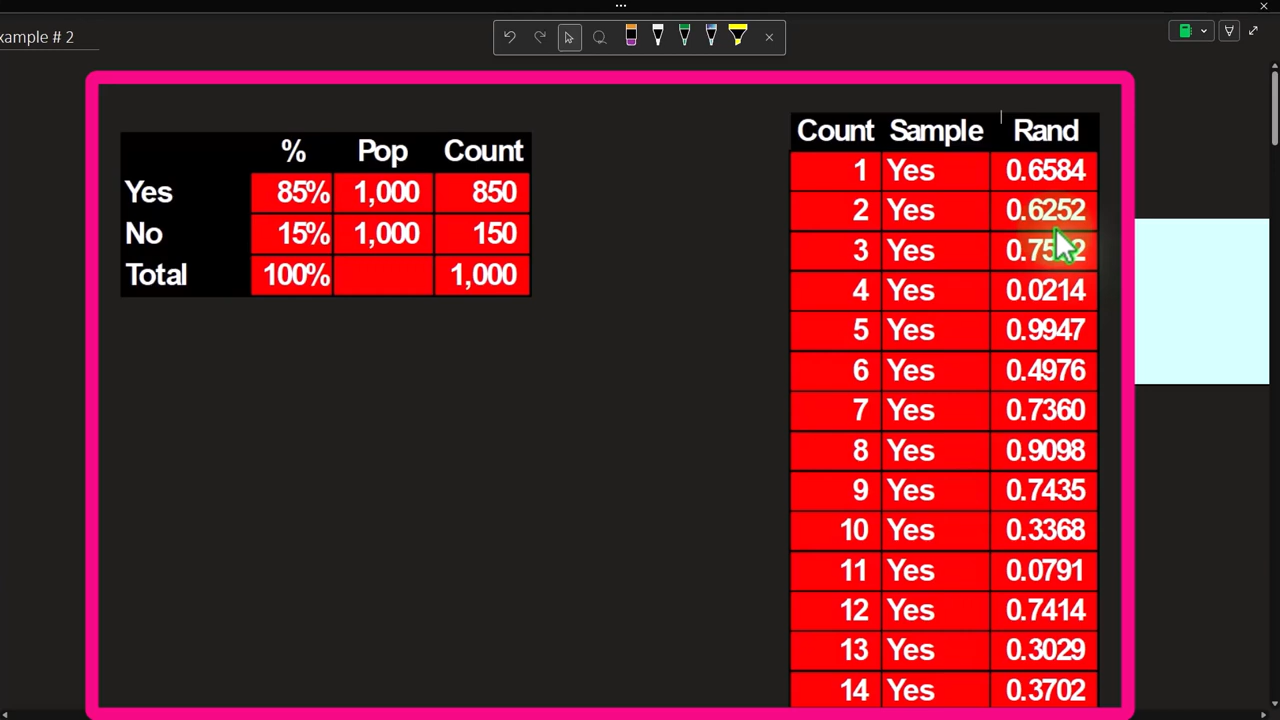 xample # 2
% Pop Count
Yes 85% 1,000 850
No 15% 1,000 150
Total 100% 1,000
Count Sample Rand
1 Yes 0.6584
2 Yes 0.6252
3 Yes
4 Yes 0.0214
5 Yes 0.9947
6 Yes 0.4976
7 Yes 0.7360
8 Yes 0.9098
9 Yes 0.7435
10 Yes 0.3368
11 Yes 0.0791
12 Yes 0.7414
13 Yes 0.3029
14 Yes 0.3702